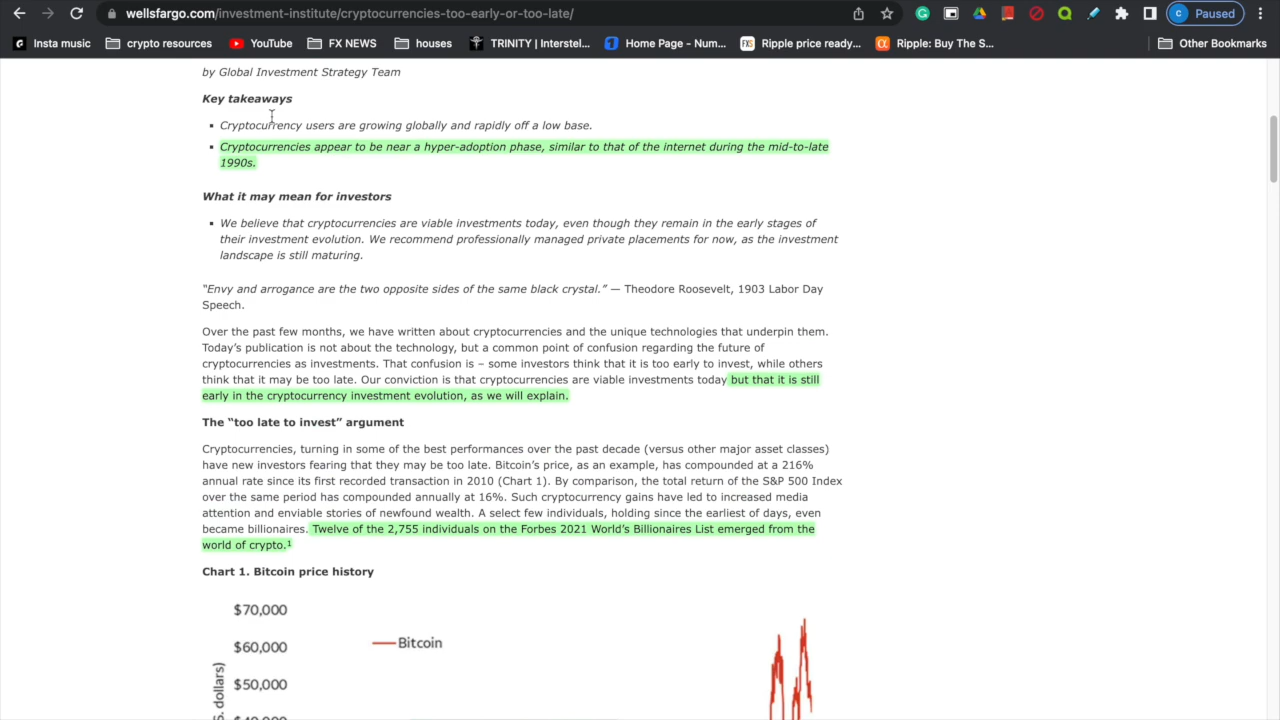 wellsfargo.com/investment-institute/cryptocurrencies-too-early-or-too-late/
C Paused
Insta music crypto resources YouTube FX NEWS houses TRINITY | Interstel... Home Page - Num... FXS Ripple price ready... Ripple: Buy The S... Other Bookmarks
by Global Investment Strategy Team
Key takeaways
▪ Cryptocurrency users are growing globally and rapidly off a low base.
▪ Cryptocurrencies appear to be near a hyper-adoption phase, similar to that of the internet during the mid-to-late
1990s.
What it may mean for investors
▪ We believe that cryptocurrencies are viable investments today, even though they remain in the early stages of
their investment evolution. We recommend professionally managed private placements for now, as the investment
landscape is still maturing.
“Envy and arrogance are the two opposite sides of the same black crystal.” — Theodore Roosevelt, 1903 Labor Day
Speech.
Over the past few months, we have written about cryptocurrencies and the unique technologies that underpin them.
Today’s publication is not about the technology, but a common point of confusion regarding the future of
cryptocurrencies as investments. That confusion is – some investors think that it is too early to invest, while others
think that it may be too late. Our conviction is that cryptocurrencies are viable investments today but that it is still
early in the cryptocurrency investment evolution, as we will explain.
The “too late to invest” argument
Cryptocurrencies, turning in some of the best performances over the past decade (versus other major asset classes)
have new investors fearing that they may be too late. Bitcoin’s price, as an example, has compounded at a 216%
annual rate since its first recorded transaction in 2010 (Chart 1). By comparison, the total return of the S&P 500 Index
over the same period has compounded annually at 16%. Such cryptocurrency gains have led to increased media
attention and enviable stories of newfound wealth. A select few individuals, holding since the earliest of days, even
became billionaires. Twelve of the 2,755 individuals on the Forbes 2021 World’s Billionaires List emerged from the
world of crypto.¹
Chart 1. Bitcoin price history
$70,000
$60,000
Bitcoin
$50,000
dollars)